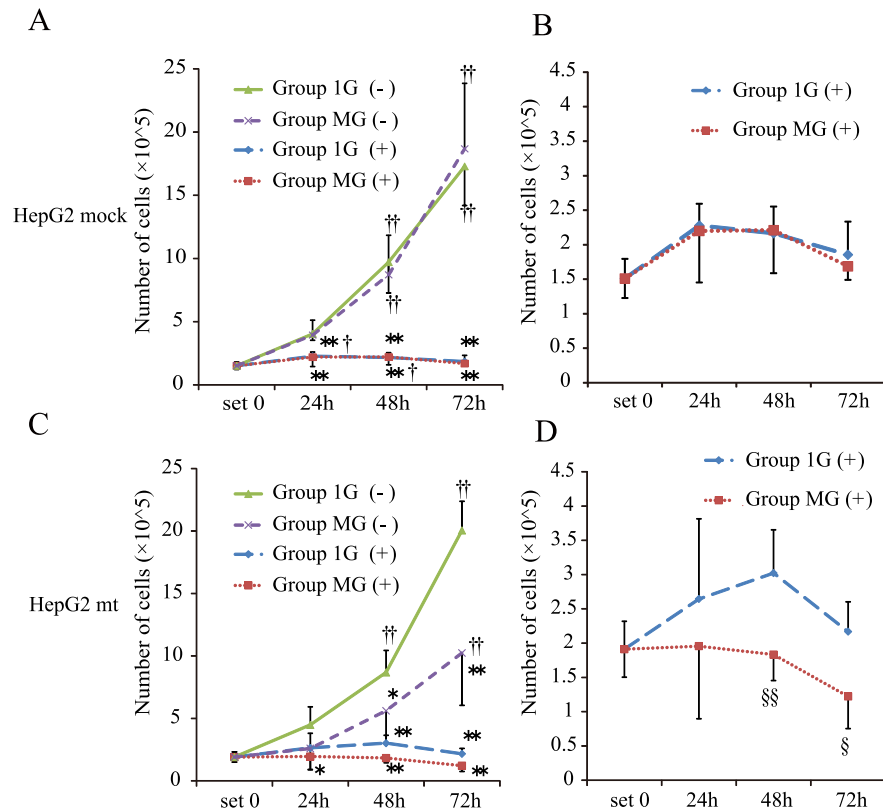 A
Number of cells (×10^5)
25
20
15
10
5
0
Group 1G (-)
Group MG (-)
Group 1G (+)
Group MG (+)
††
††
††
††
** †
**
**
** †
**
**
set 0 24h 48h 72h
HepG2 mock
B
Number of cells (×10^5)
4.5
4
3.5
3
2.5
2
1.5
1
0.5
0
Group 1G (+)
Group MG (+)
set 0 24h 48h 72h
C
Number of cells (×10^5)
25
20
15
10
5
0
Group 1G (-)
Group MG (-)
Group 1G (+)
Group MG (+)
††
††
††
**
*
**
**
*
**
**
set 0 24h 48h 72h
HepG2 mt
D
Number of cells (×10^5)
4.5
4
3.5
3
2.5
2
1.5
1
0.5
0
Group 1G (+)
Group MG (+)
§§
§
set 0 24h 48h 72h